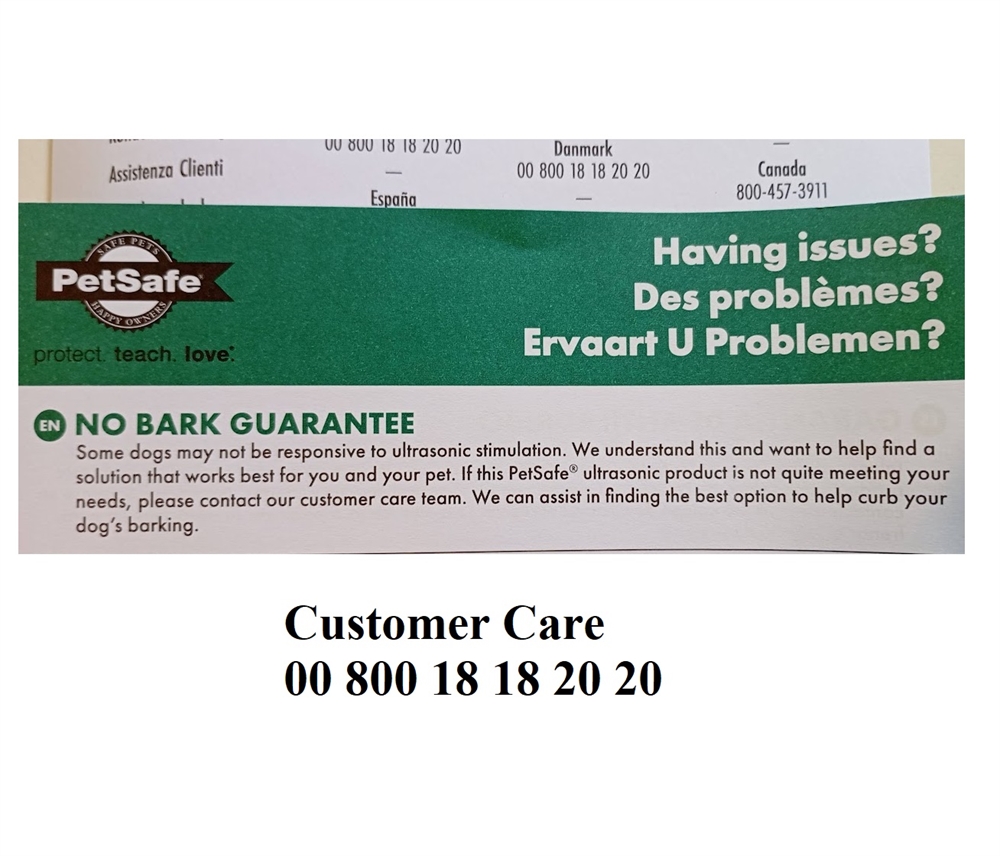 00 800 18 18 20 20
Danmark
—
Assistenza Clienti
—
00 800 18 18 20 20
Canada
España
—
800-457-3911
SAFE PETS
PetSafe®
HAPPY OWNERS
protect. teach. love.
Having issues?
Des problèmes?
Ervaart U Problemen?
EN NO BARK GUARANTEE
Some dogs may not be responsive to ultrasonic stimulation. We understand this and want to help find a
solution that works best for you and your pet. If this PetSafe® ultrasonic product is not quite meeting your
needs, please contact our customer care team. We can assist in finding the best option to help curb your
dog's barking.
Customer Care
00 800 18 18 20 20